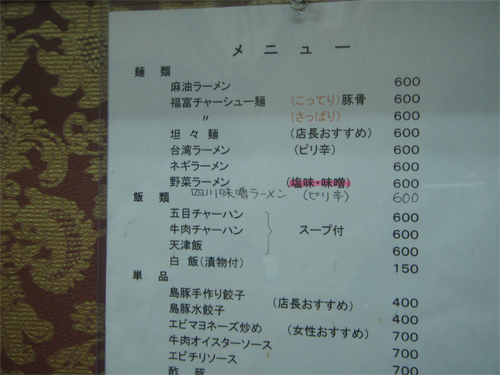 メニュー
麺類
麻油ラーメン 600
福富チャーシュー麺 (こってり)豚骨 600
〃 (さっぱり) 600
坦々麺 (店長おすすめ) 600
台湾ラーメン (ピリ辛) 600
ネギラーメン 600
野菜ラーメン (塩味・味噌) 600
四川味噌ラーメン (ピリ辛) 600
飯類
五目チャーハン 600
牛肉チャーハン スープ付 600
天津飯 600
白飯(漬物付) 150
単品
島豚手作り餃子 400
島豚水餃子 (店長おすすめ) 400
エビマヨネーズ炒め (女性おすすめ) 700
牛肉オイスターソース 700
エビチリソース 700
酢豚 700